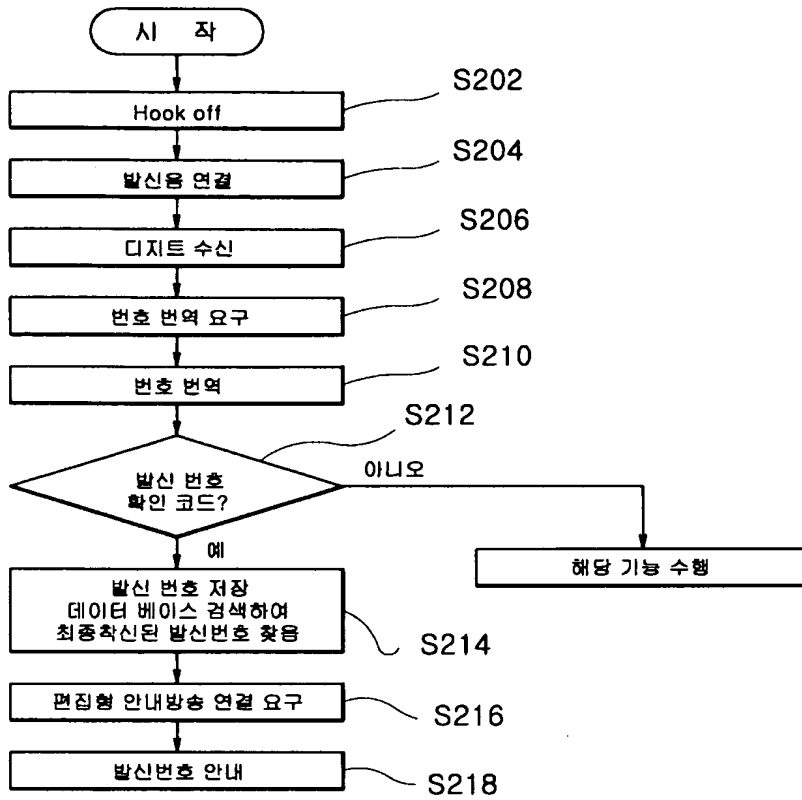 시 작
Hook off
S202
발신음 연결
S204
디지트 수신
S206
번호 번역 요구
S208
번호 번역
S210
S212
발신 번호
확인 코드?
아니오
예
해당 기능 수행
발신 번호 저장
데이터 베이스 검색하여
최종착신된 발신번호 찾음
S214
편집형 안내방송 연결 요구
S216
발신번호 안내
S218